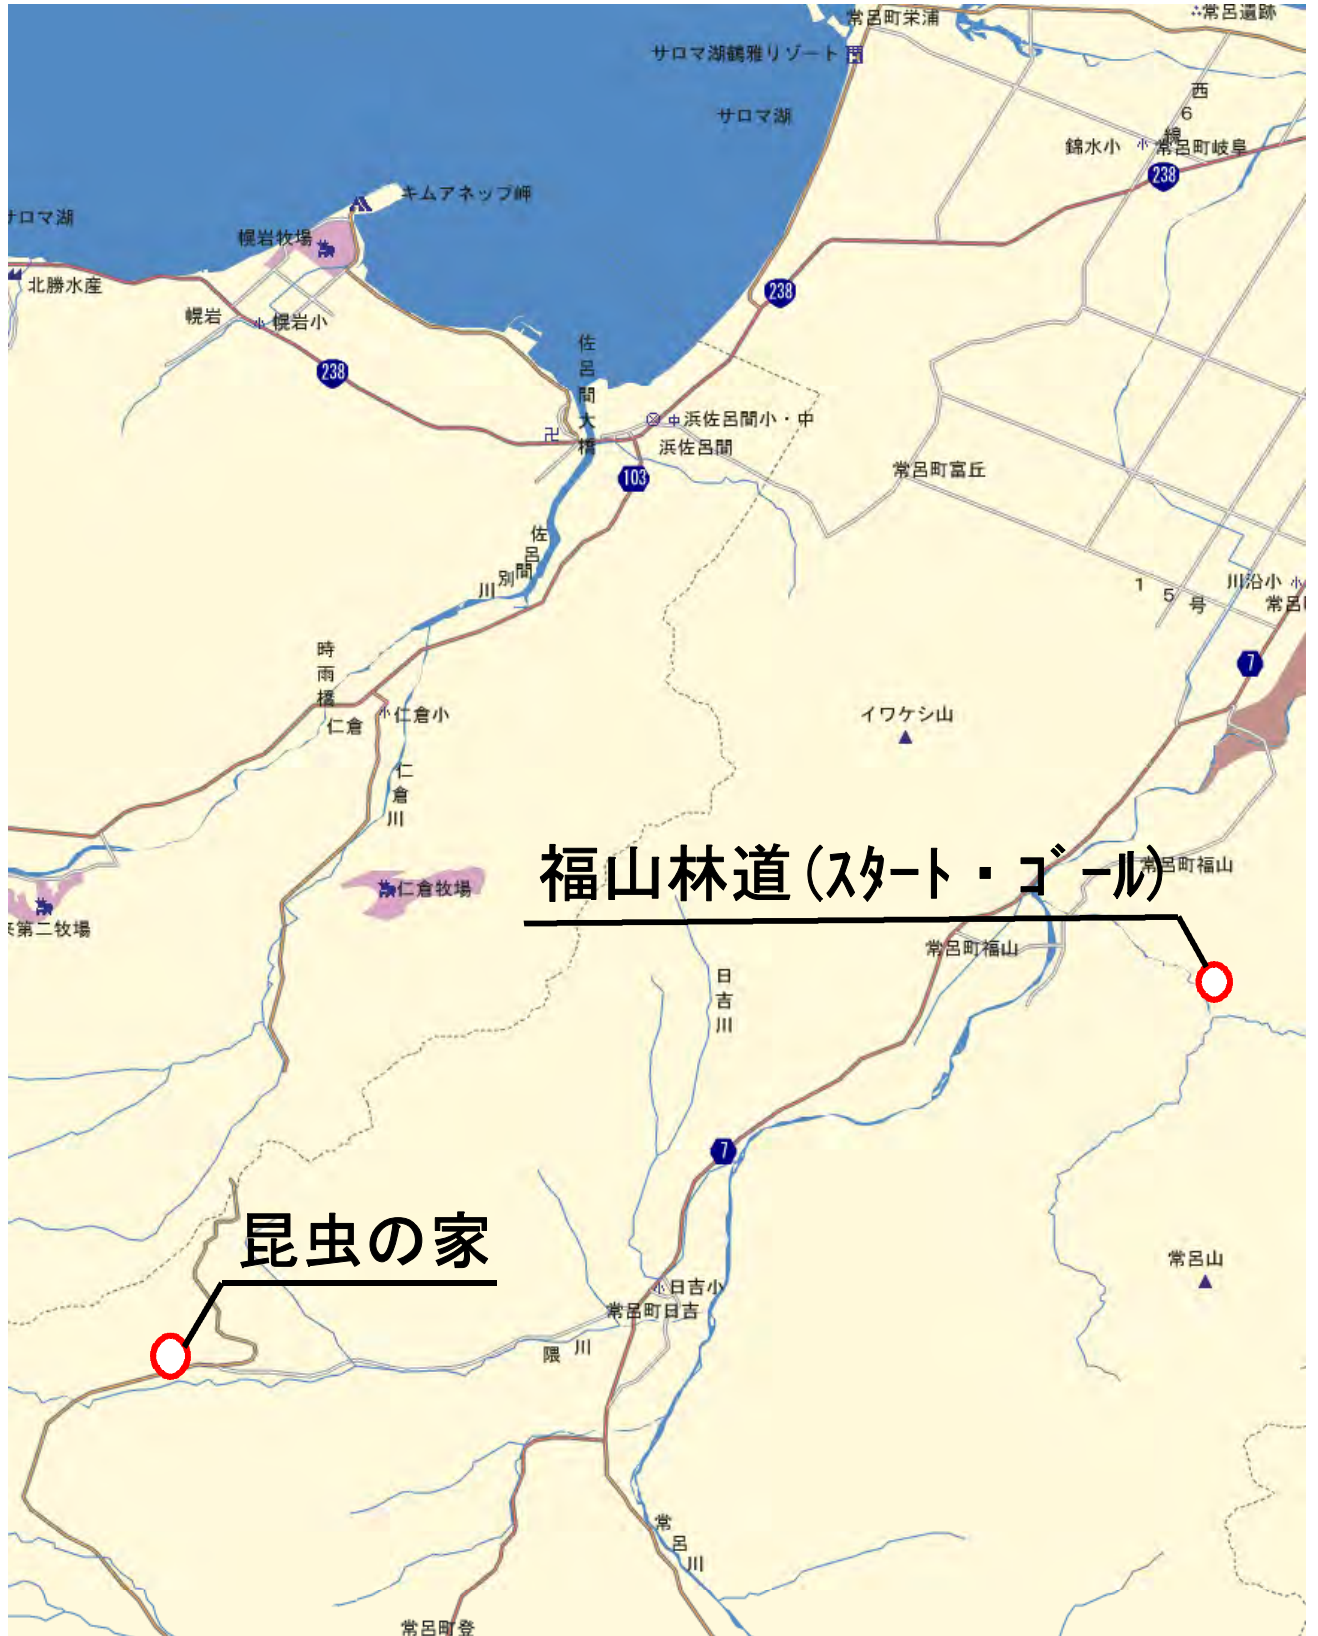 常呂町栄浦
常呂遺跡
サロマ湖鶴雅リゾート
サロマ湖
西6線
錦水小
常呂町岐阜
238
キムアネップ岬
サロマ湖
幌岩牧場
北勝水産
238
幌岩
幌岩小
佐呂間大橋
238
浜佐呂間小・中
浜佐呂間
常呂町富丘
103
佐呂間別川
15号
川沿小
常呂
時雨橋
7
仁倉小
仁倉
イワケシ山
仁倉川
福山林道(ｽﾀｰﾄ・ｺﾞｰﾙ)
常呂町福山
仁倉牧場
第二牧場
常呂町福山
日吉川
7
昆虫の家
常呂山
日吉小
常呂町日吉
隈川
常呂川
常呂町登